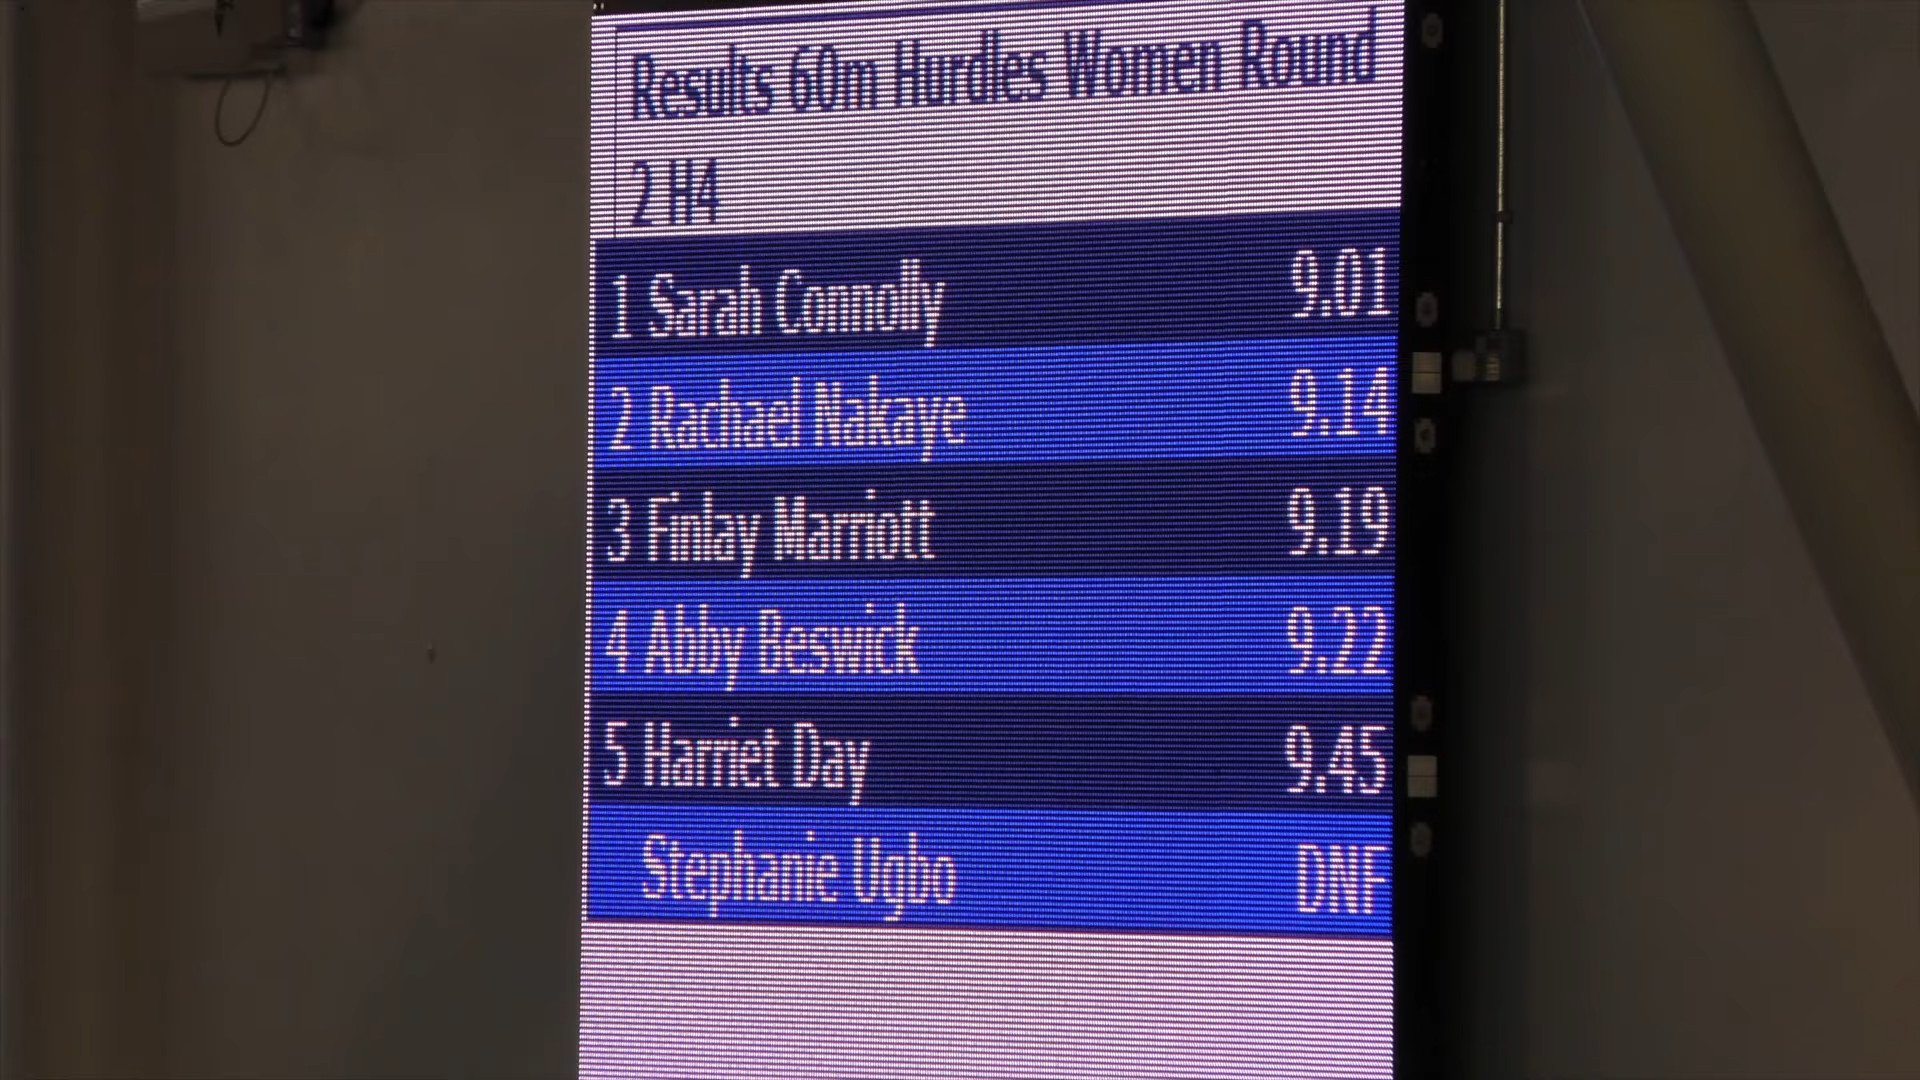 Results 60m Hurdles Women Round
2 H4
1 Sarah Connolly 9.01
2 Rachael Nakaye 9.14
3 Finlay Marriott 9.19
4 Abby Beswick 9.22
5 Harriet Day 9.45
Stephanie Ugbo DNF